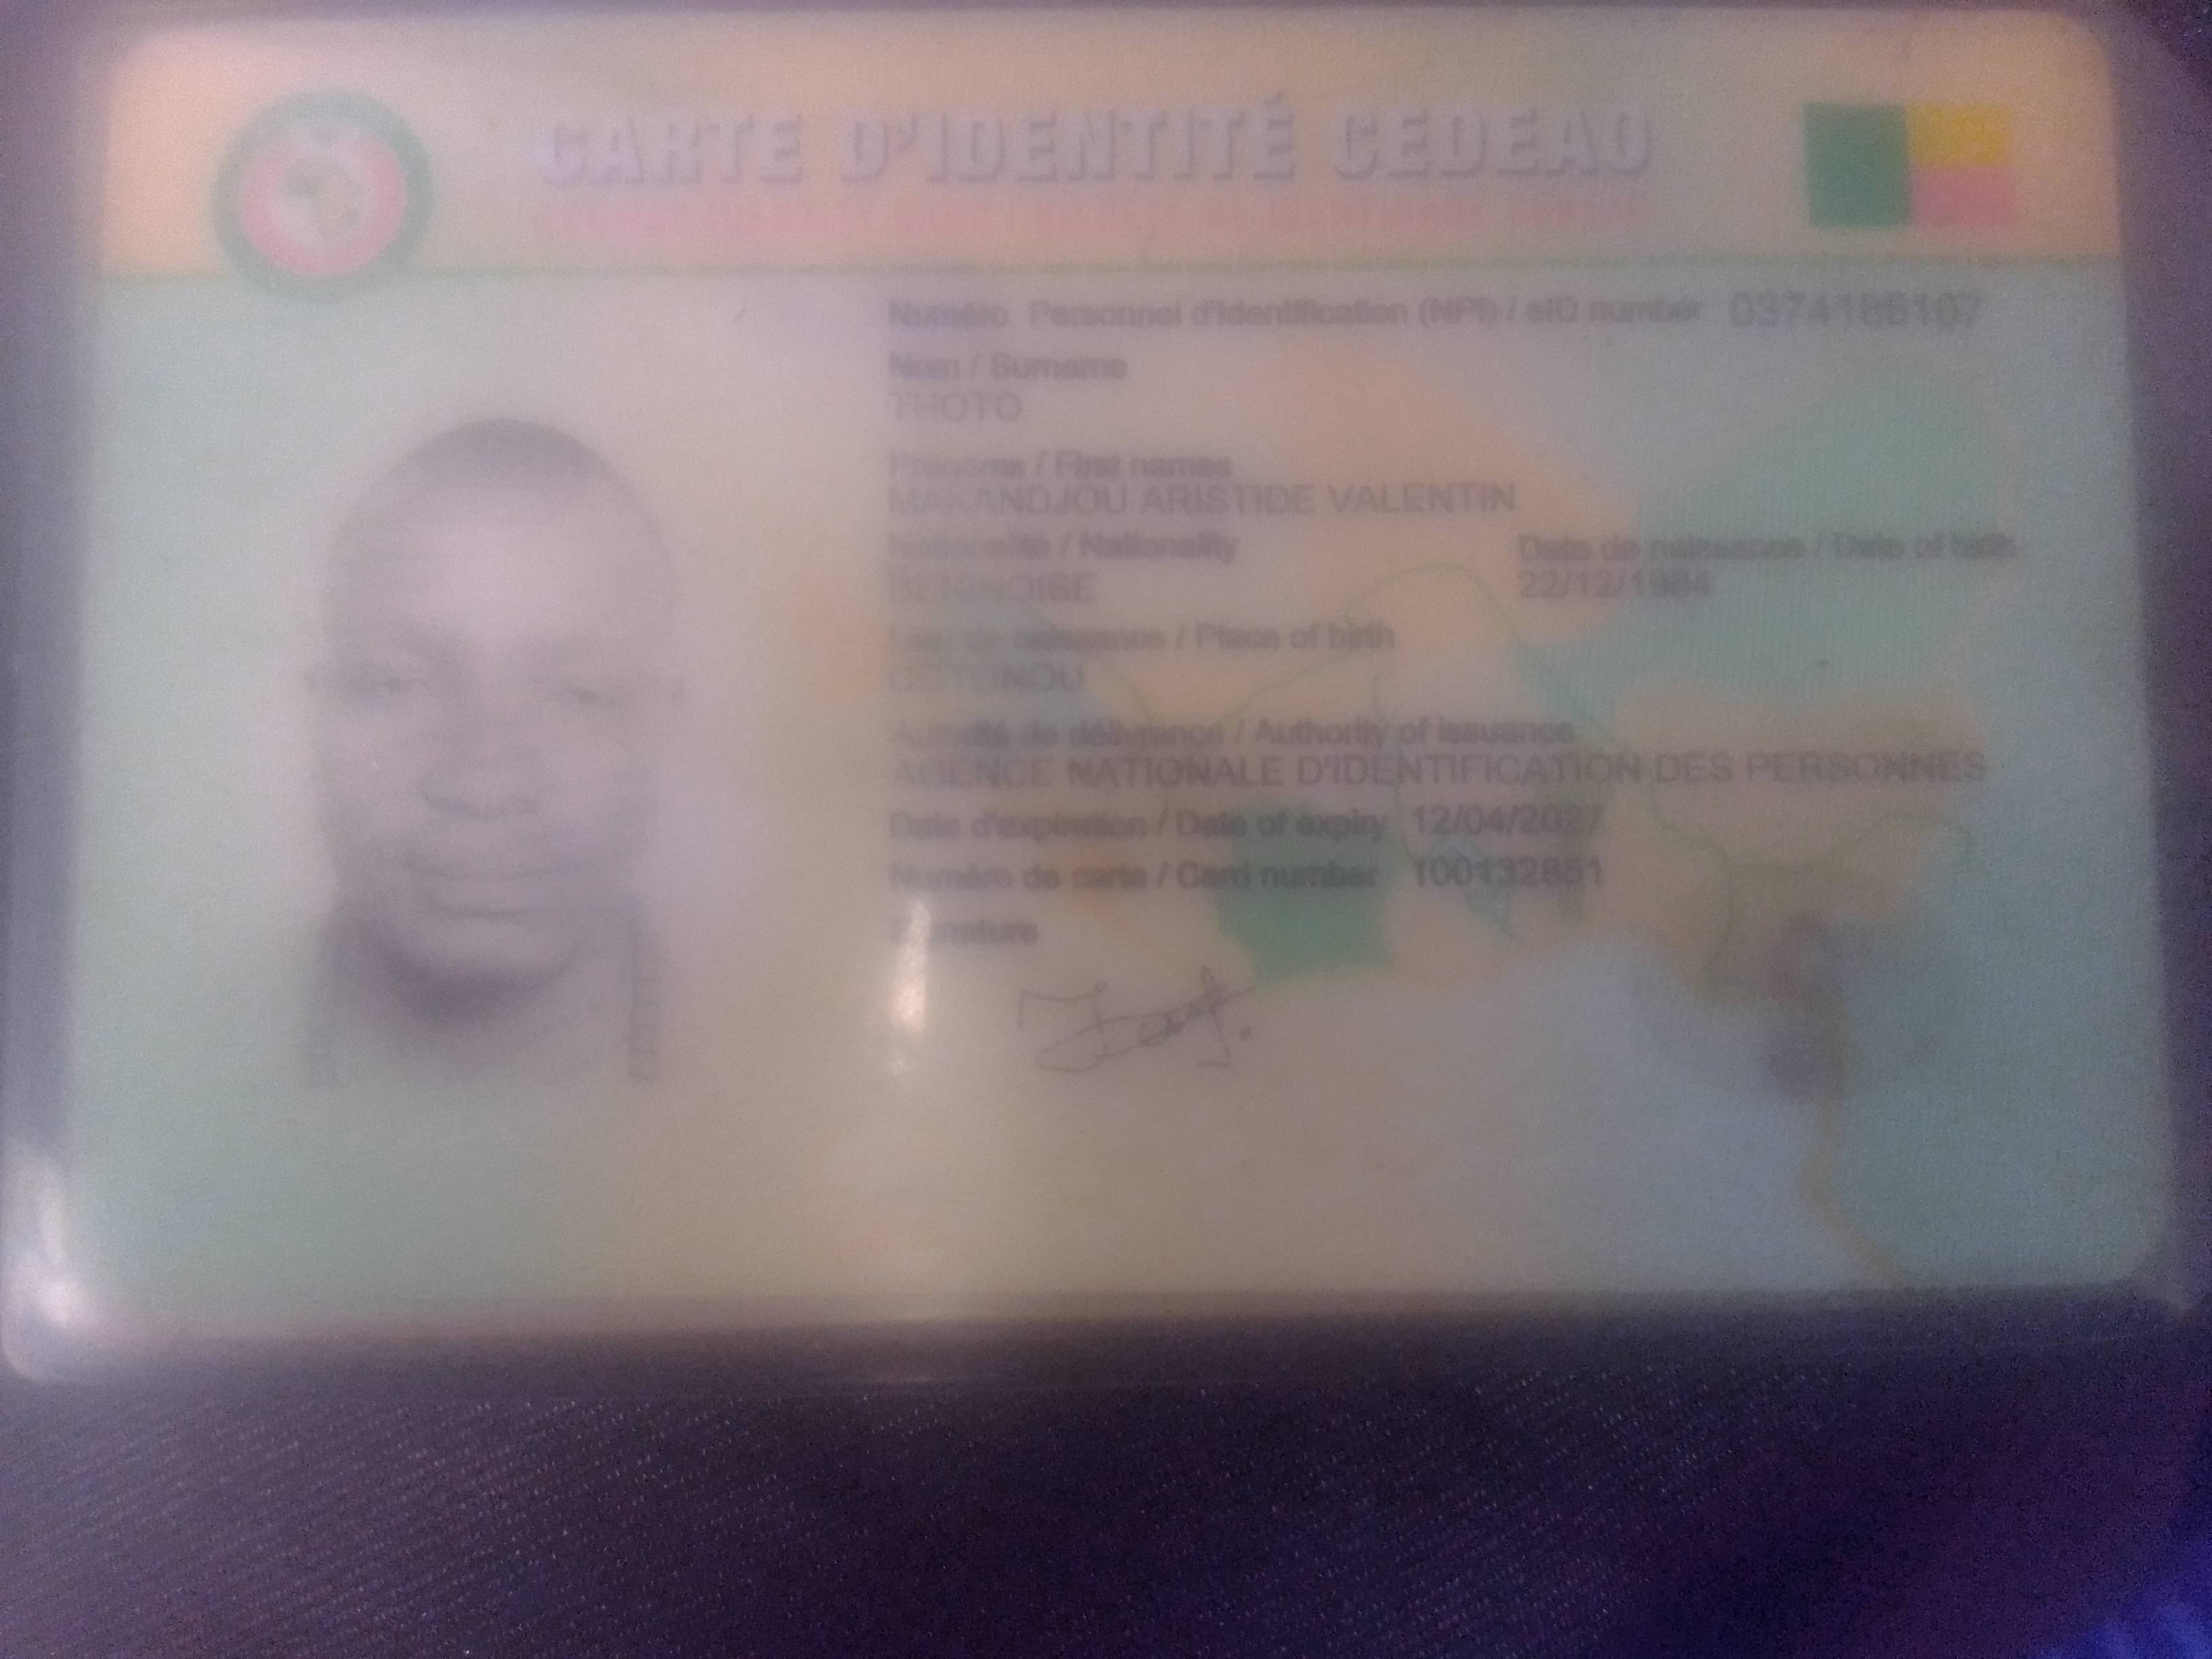 CARTE D'IDENTITÉ CEDEAO
Numéro Personnel d'Identification (NPI) / eID number
Nom / Surname
THOTO
Prénoms / First names
ARISTIDE VALENTIN
Nationalité / Nationality
BENINOISE
Date de naissance / Date of birth
22/12/1984
Lieu de naissance / Place of birth
COTONOU
Autorité de délivrance / Authority of issuance
AGENCE NATIONALE D'IDENTIFICATION DES PERSONNES
Date d'expiration / Date of expiry 12/04/2027
Numéro de carte / Card number 100132851
Signature